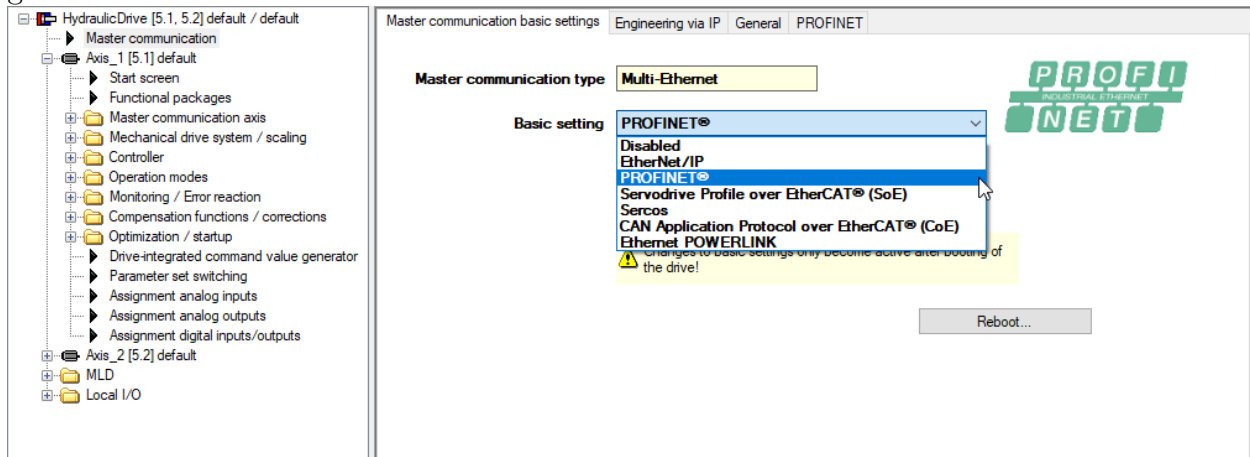 HydraulicDrive [5.1, 5.2] default / default
Master communication
Axis_1 [5.1] default
Start screen
Functional packages
Master communication axis
Mechanical drive system / scaling
Controller
Operation modes
Monitoring / Error reaction
Compensation functions / corrections
Optimization / startup
Drive-integrated command value generator
Parameter set switching
Assignment analog inputs
Assignment analog outputs
Assignment digital inputs/outputs
Axis_2 [5.2] default
MLD
Local I/O
Master communication basic settings Engineering via IP General PROFINET
Master communication type Multi-Ethernet
PROFI
INDUSTRIAL ETHERNET
NET
Basic setting PROFINET®
Disabled
EtherNet/IP
PROFINET®
Servodrive Profile over EtherCAT® (SoE)
Sercos
CAN Application Protocol over EtherCAT® (CoE)
Ethernet POWERLINK
Changes to basic settings only become active after booting of
the drive!
Reboot...